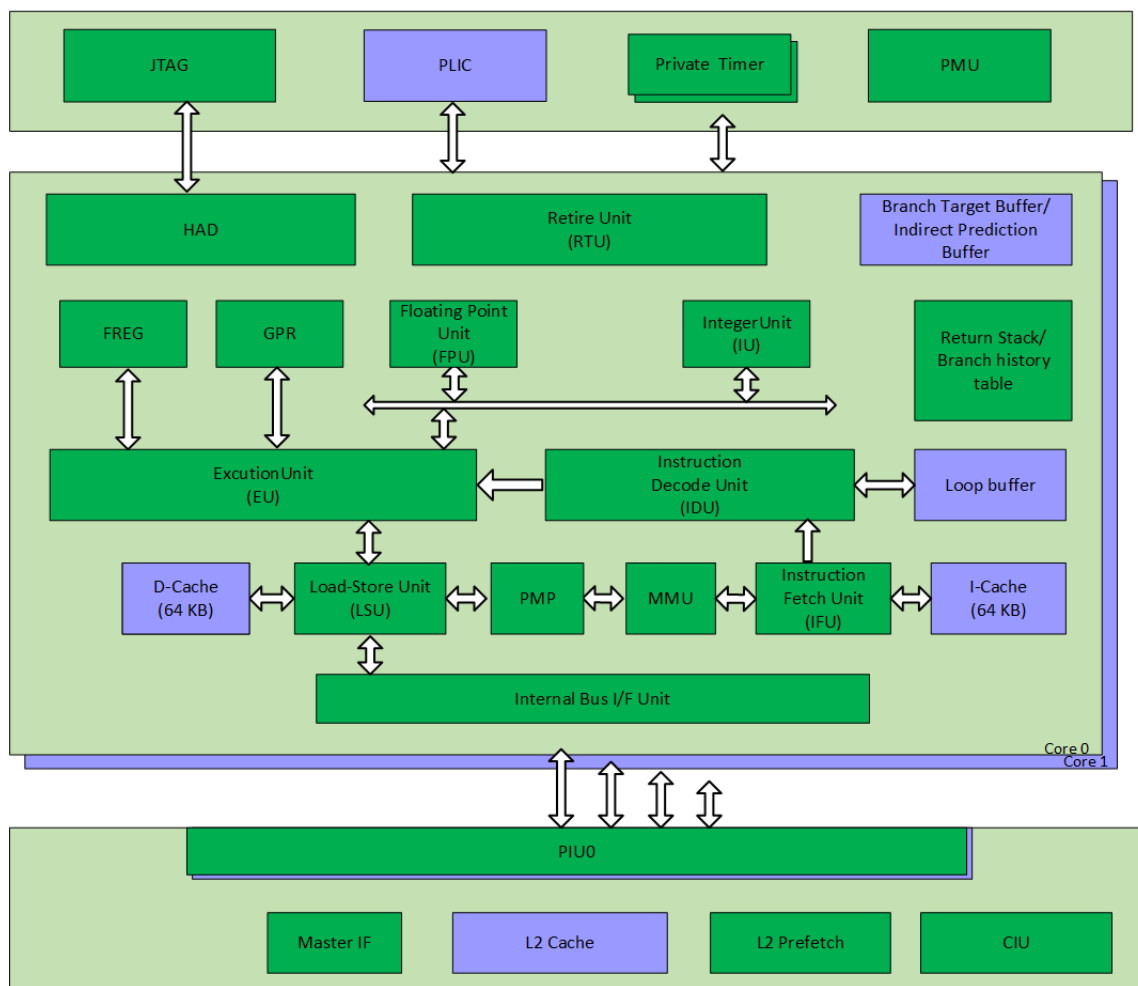 JTAG
PLIC
Private Timer
PMU
HAD
Retire Unit
(RTU)
Branch Target Buffer/
Indirect Prediction
Buffer
FREG
GPR
Floating Point
Unit
(FPU)
IntegerUnit
(IU)
Return Stack/
Branch history
table
ExcutionUnit
(EU)
Instruction
Decode Unit
(IDU)
Loop buffer
D-Cache
(64 KB)
Load-Store Unit
(LSU)
PMP
MMU
Instruction
Fetch Unit
(IFU)
I-Cache
(64 KB)
Internal Bus I/F Unit
Core 0
Core 1
PIU0
Master IF
L2 Cache
L2 Prefetch
CIU